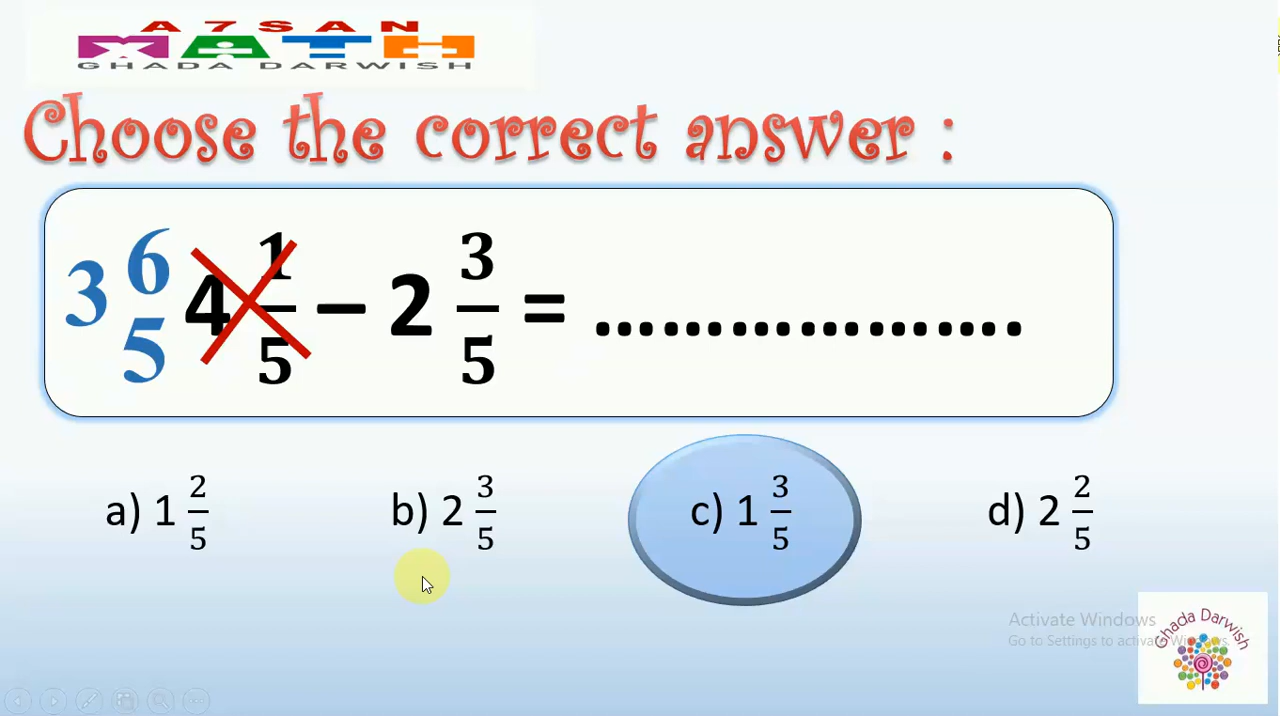 A 7 S A N
MATH
GHADA DARWISH
Choose the correct answer :
3 6/5 4 1/5 – 2 3/5 = ....................
a) 1 2/5 b) 2 3/5 c) 1 3/5 d) 2 2/5
Activate Windows
Go to Settings to activate Windows.
Ghada Darwish